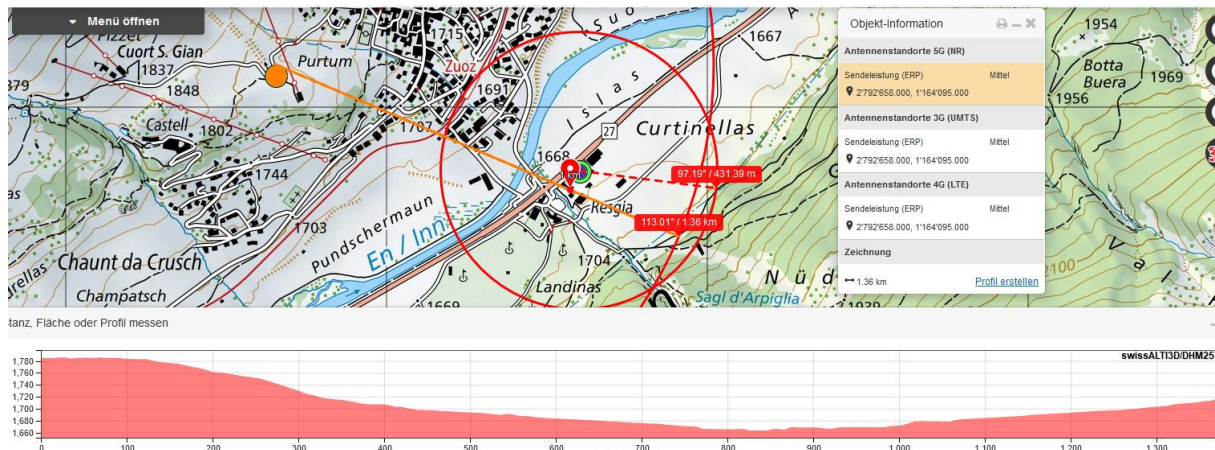 Menü öffnen
Pizzet
Cuort S. Gian
1837
1848
379
Castell
1802
1744
1703
Chaunt da Crusch
Champatsch
Purtum
1715
Zuoz
1691
1707
Pundschermaun
En / Inn
1669
Islas
27
1667
Curtinellas
1668
1 km
Resgia
97.19° / 431.39 m
113.01° / 1.36 km
1704
Landinas
Sagl d'Arpiglia
Nüd
2100
1939
1954
Botta
Buera
1969
1956
Objekt-Information
Antennenstandorte 5G (NR)
Sendeleistung (ERP) Mittel
2'792'658.000, 1'164'095.000
Antennenstandorte 3G (UMTS)
Sendeleistung (ERP) Mittel
2'792'658.000, 1'164'095.000
Antennenstandorte 4G (LTE)
Sendeleistung (ERP) Mittel
2'792'658.000, 1'164'095.000
Zeichnung
1.36 km Profil erstellen
tanz, Fläche oder Profil messen
swissALTI3D/DHM25
1,780
1,760
1,740
1,720
1,700
1,680
1,660
0 100 200 300 400 500 600 700 800 900 1,000 1,100 1,200 1,300